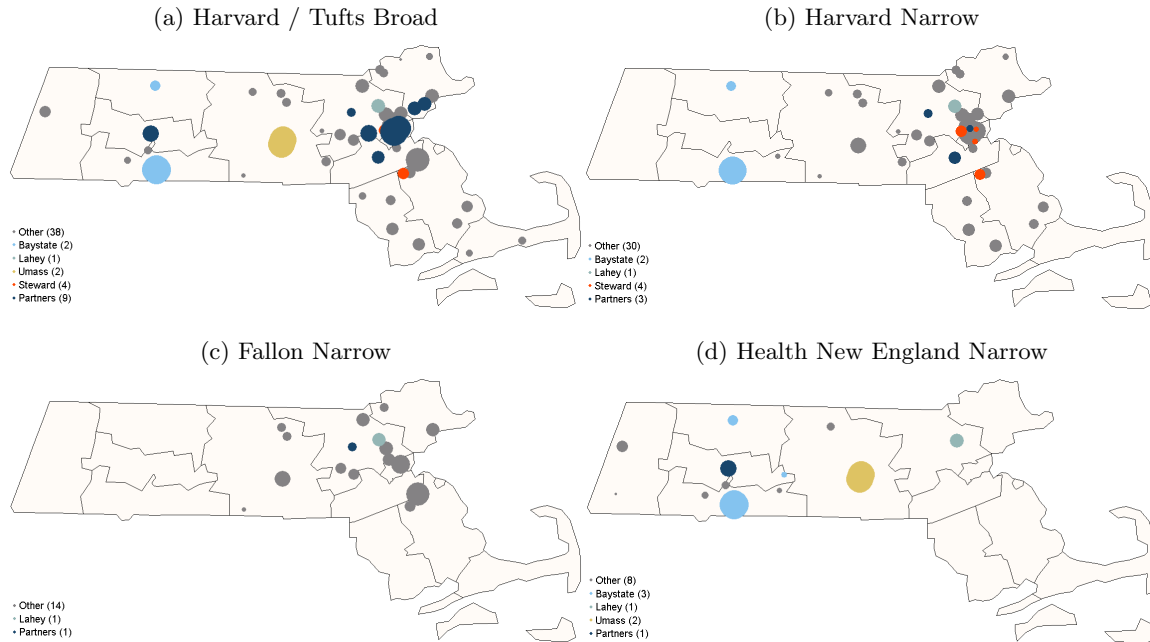 (a) Harvard / Tufts Broad
Other (38)
Baystate (2)
Lahey (1)
Umass (2)
Steward (4)
Partners (9)
(b) Harvard Narrow
Other (30)
Baystate (2)
Lahey (1)
Steward (4)
Partners (3)
(c) Fallon Narrow
Other (14)
Lahey (1)
Partners (1)
(d) Health New England Narrow
Other (8)
Baystate (3)
Lahey (1)
Umass (2)
Partners (1)